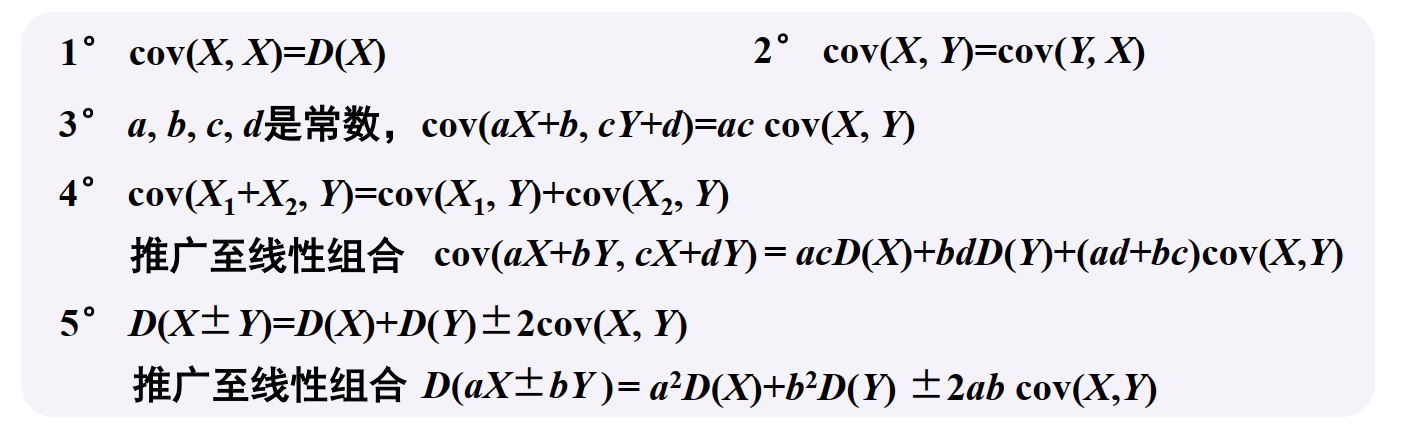 1° cov(X, X)=D(X) 2° cov(X, Y)=cov(Y, X)
3° a, b, c, d是常数，cov(aX+b, cY+d)=ac cov(X, Y)
4° cov(X₁+X₂, Y)=cov(X₁, Y)+cov(X₂, Y)
推广至线性组合 cov(aX+bY, cX+dY)= acD(X)+bdD(Y)+(ad+bc)cov(X,Y)
5° D(X±Y)=D(X)+D(Y)±2cov(X, Y)
推广至线性组合 D(aX±bY)= a²D(X)+b²D(Y) ±2ab cov(X,Y)